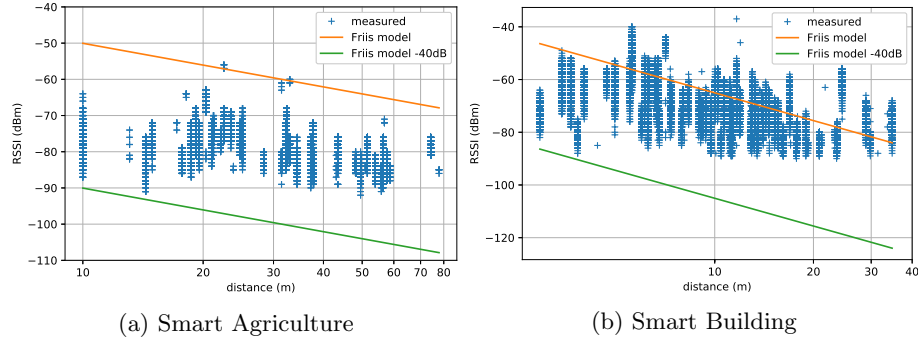 measured
Friis model
Friis model -40dB
−40
−50
−60
−70
−80
−90
−100
−110
RSSI (dBm)
10
20
30
40
50
60
70
80
distance (m)
(a) Smart Agriculture
measured
Friis model
Friis model -40dB
−40
−60
−80
−100
−120
RSSI (dBm)
10
20
30
40
distance (m)
(b) Smart Building